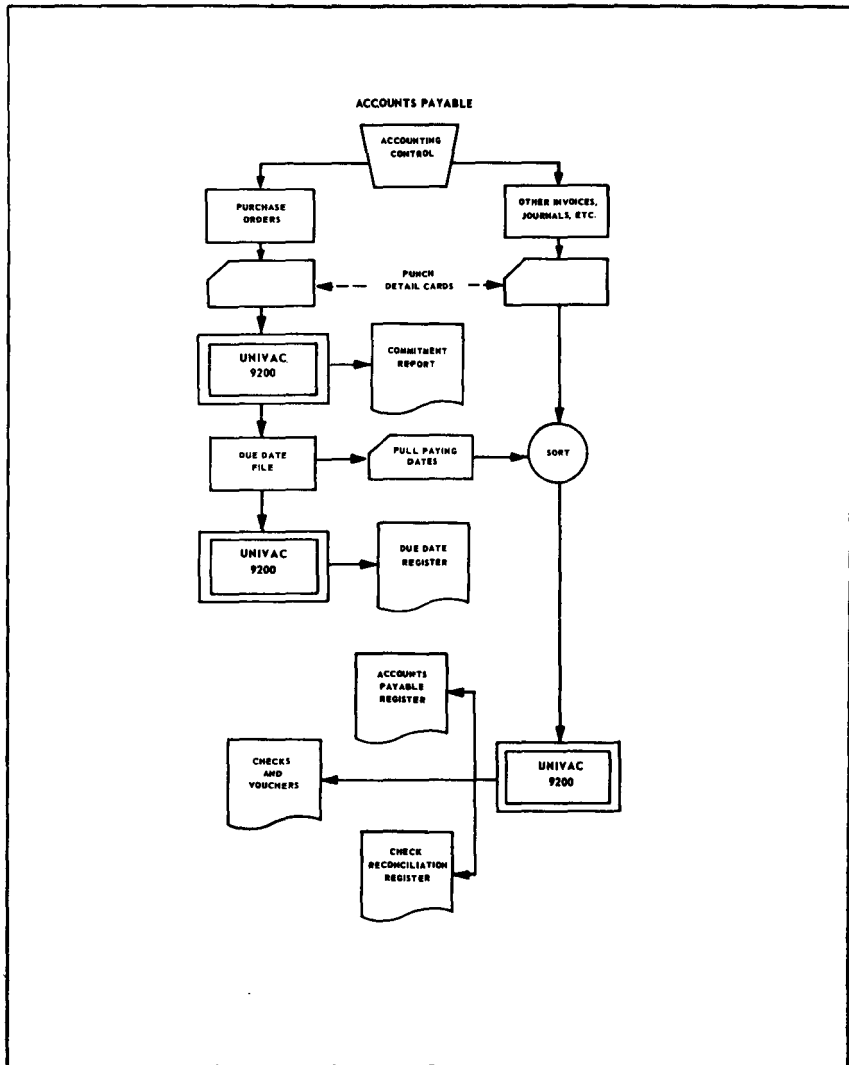 ACCOUNTS PAYABLE
ACCOUNTING
CONTROL
PURCHASE
ORDERS
OTHER INVOICES,
JOURNALS, ETC.
PUNCH
DETAIL CARDS
UNIVAC
9200
COMMITMENT
REPORT
DUE DATE
FILE
PULL PAYING
DATES
SORT
UNIVAC
9200
DUE DATE
REGISTER
ACCOUNTS
PAYABLE
REGISTER
CHECKS
AND
VOUCHERS
UNIVAC
9200
CHECK
RECONCILIATION
REGISTER